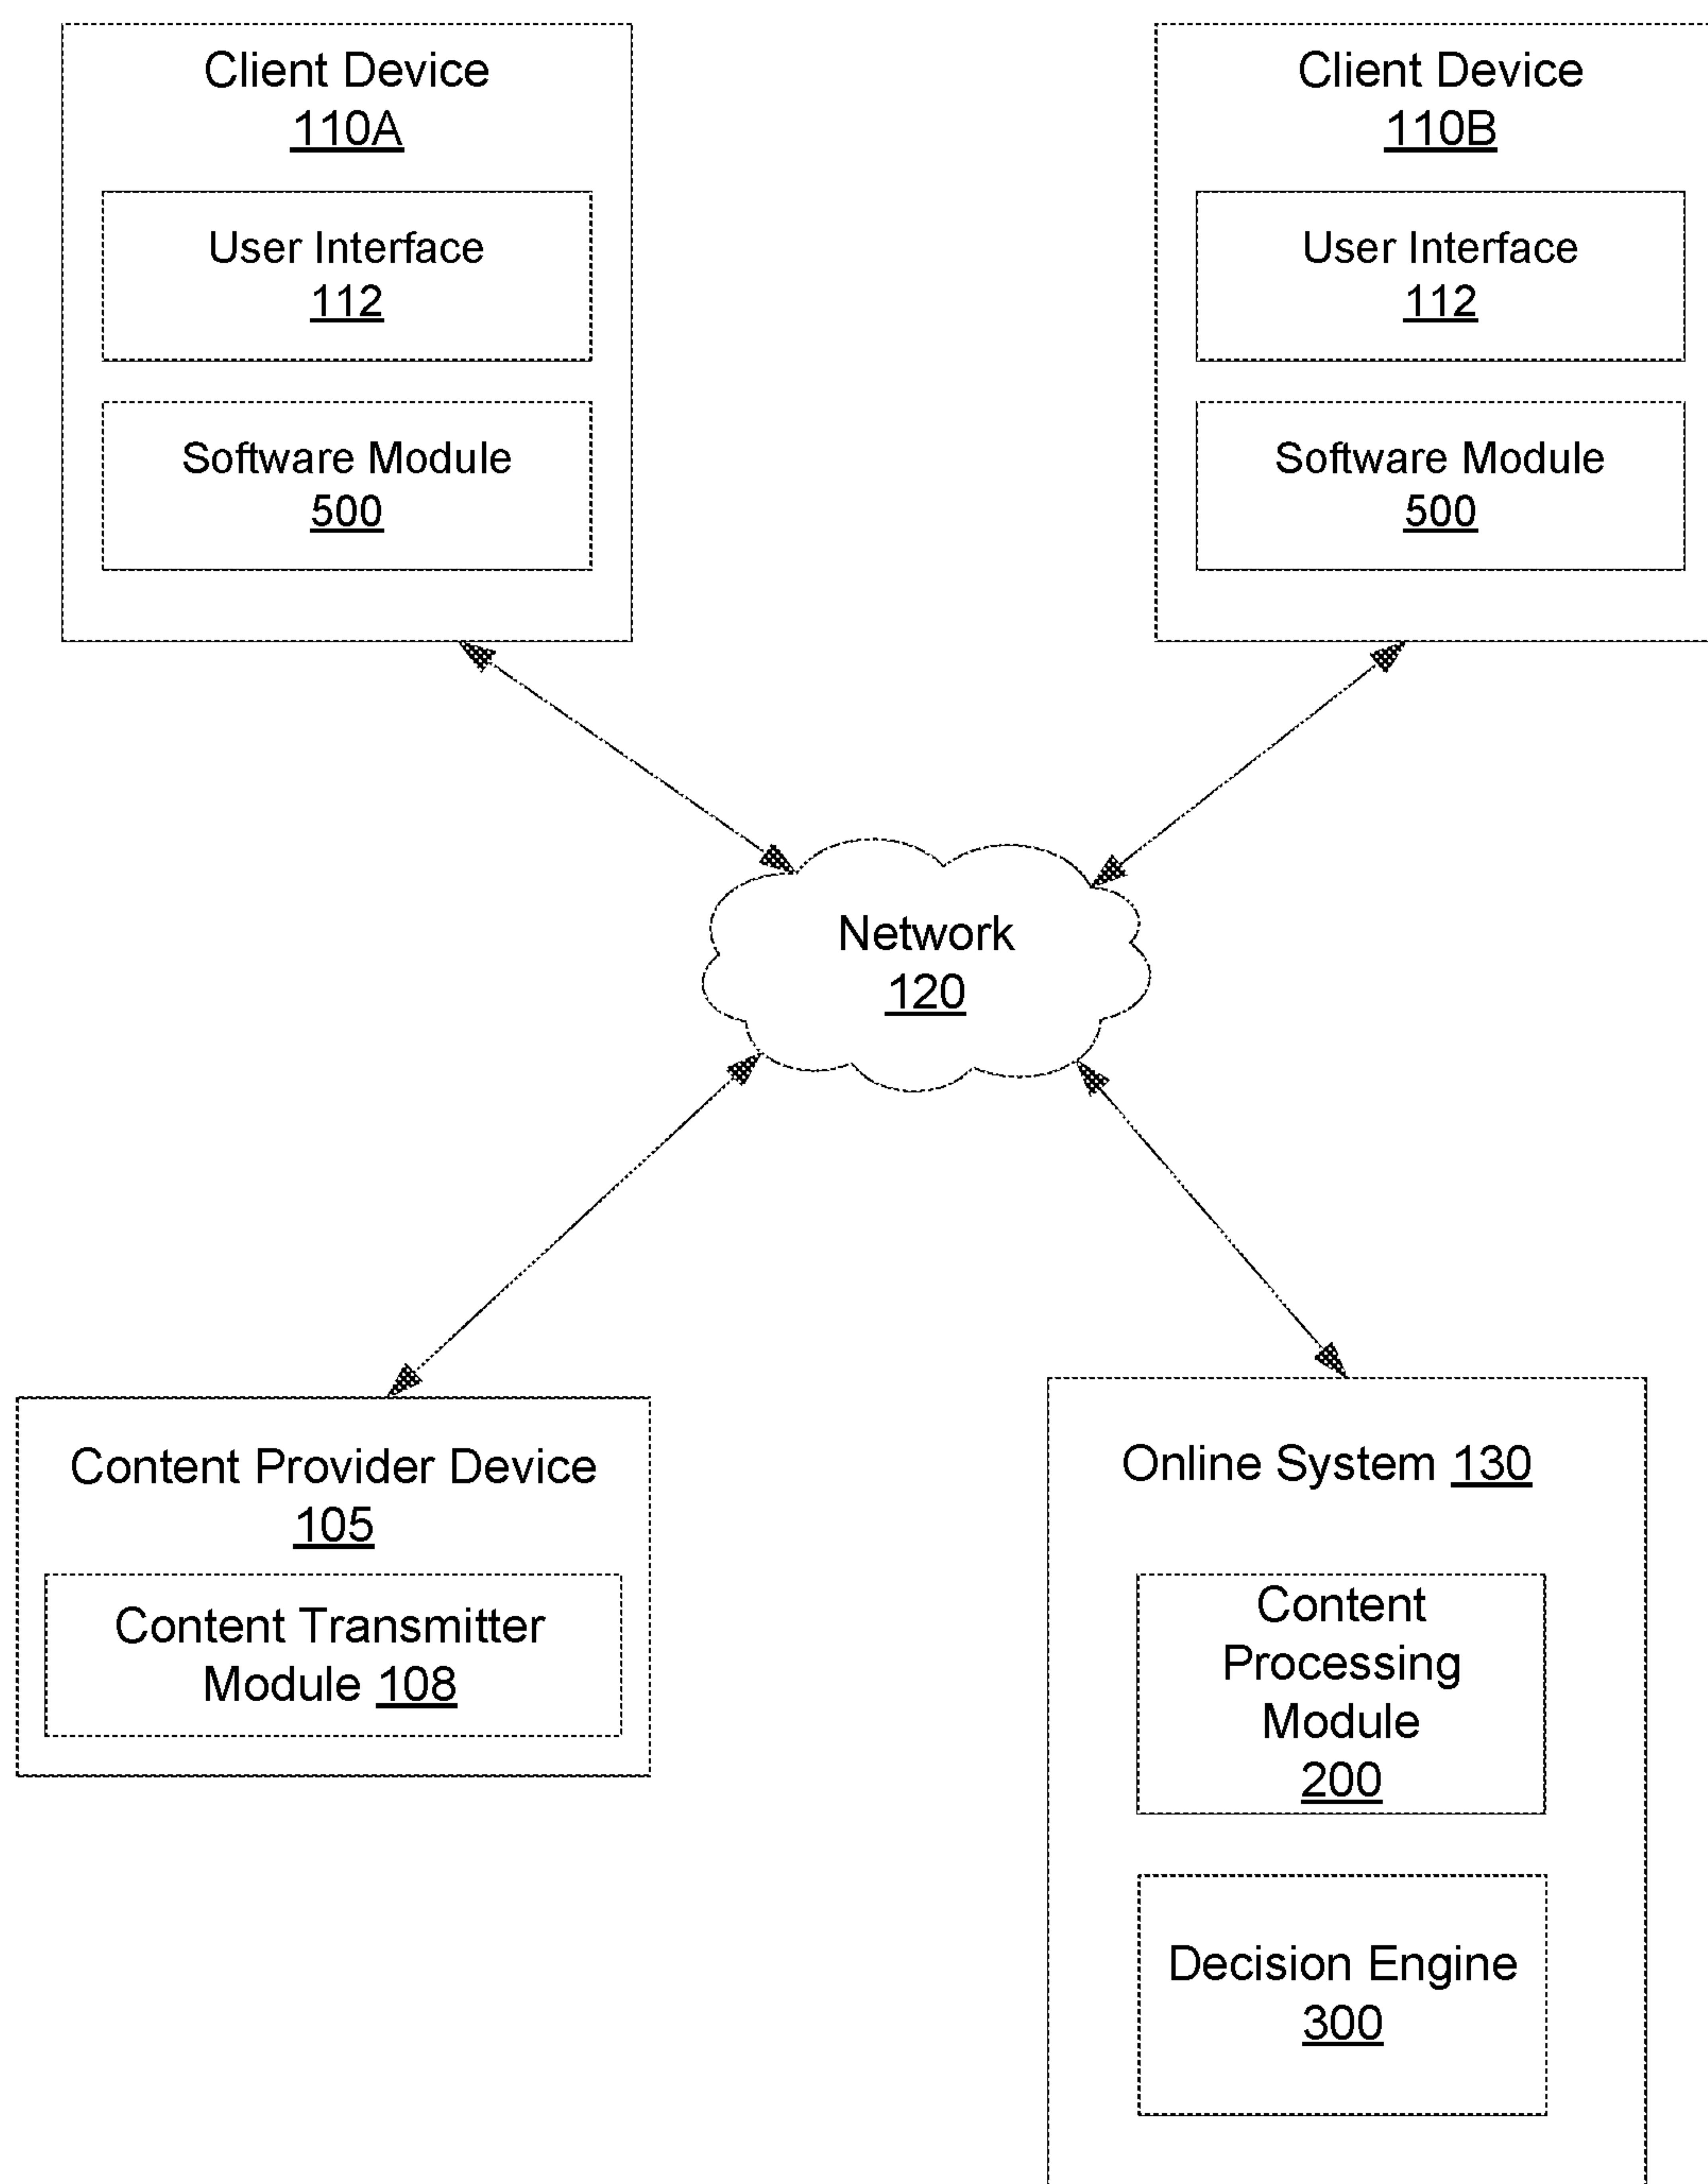 Client Device
110A
User Interface
112
Software Module
500
Client Device
110B
User Interface
112
Software Module
500
Network
120
Content Provider Device
105
Content Transmitter
Module 108
Online System 130
Content
Processing
Module
200
Decision Engine
300